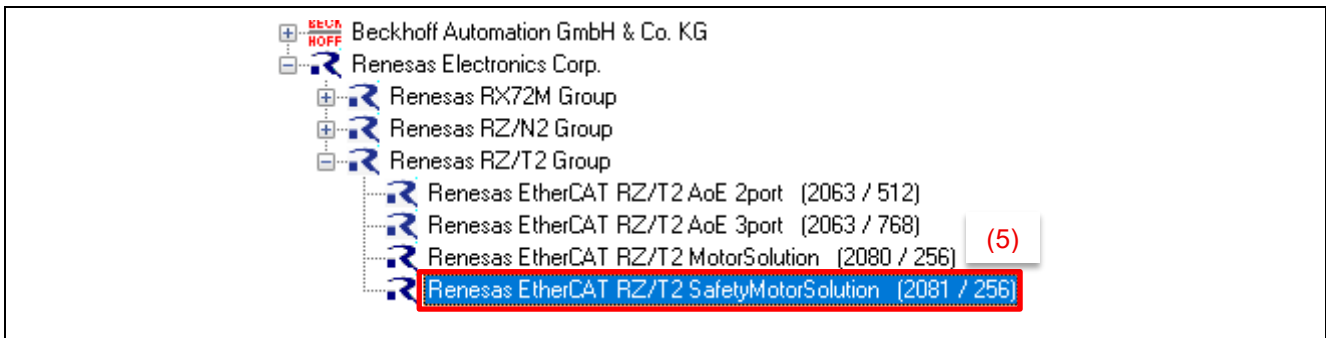 BECK
HOFF
Beckhoff Automation GmbH & Co. KG
Renesas Electronics Corp.
Renesas RX72M Group
Renesas RZ/N2 Group
Renesas RZ/T2 Group
Renesas EtherCAT RZ/T2 AoE 2port (2063 / 512)
Renesas EtherCAT RZ/T2 AoE 3port (2063 / 768)
(5)
Renesas EtherCAT RZ/T2 MotorSolution (2080 / 256)
Renesas EtherCAT RZ/T2 SafetyMotorSolution (2081 / 256)